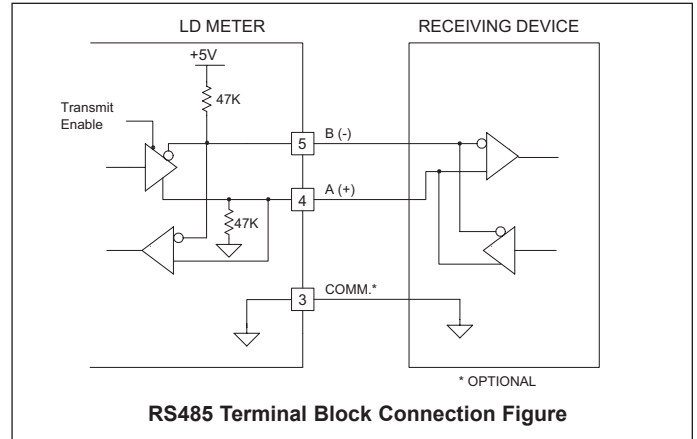 LD METER
RECEIVING DEVICE
+5V
47K
Transmit
Enable
5
B (-)
4
A (+)
47K
3
COMM.*
* OPTIONAL
RS485 Terminal Block Connection Figure